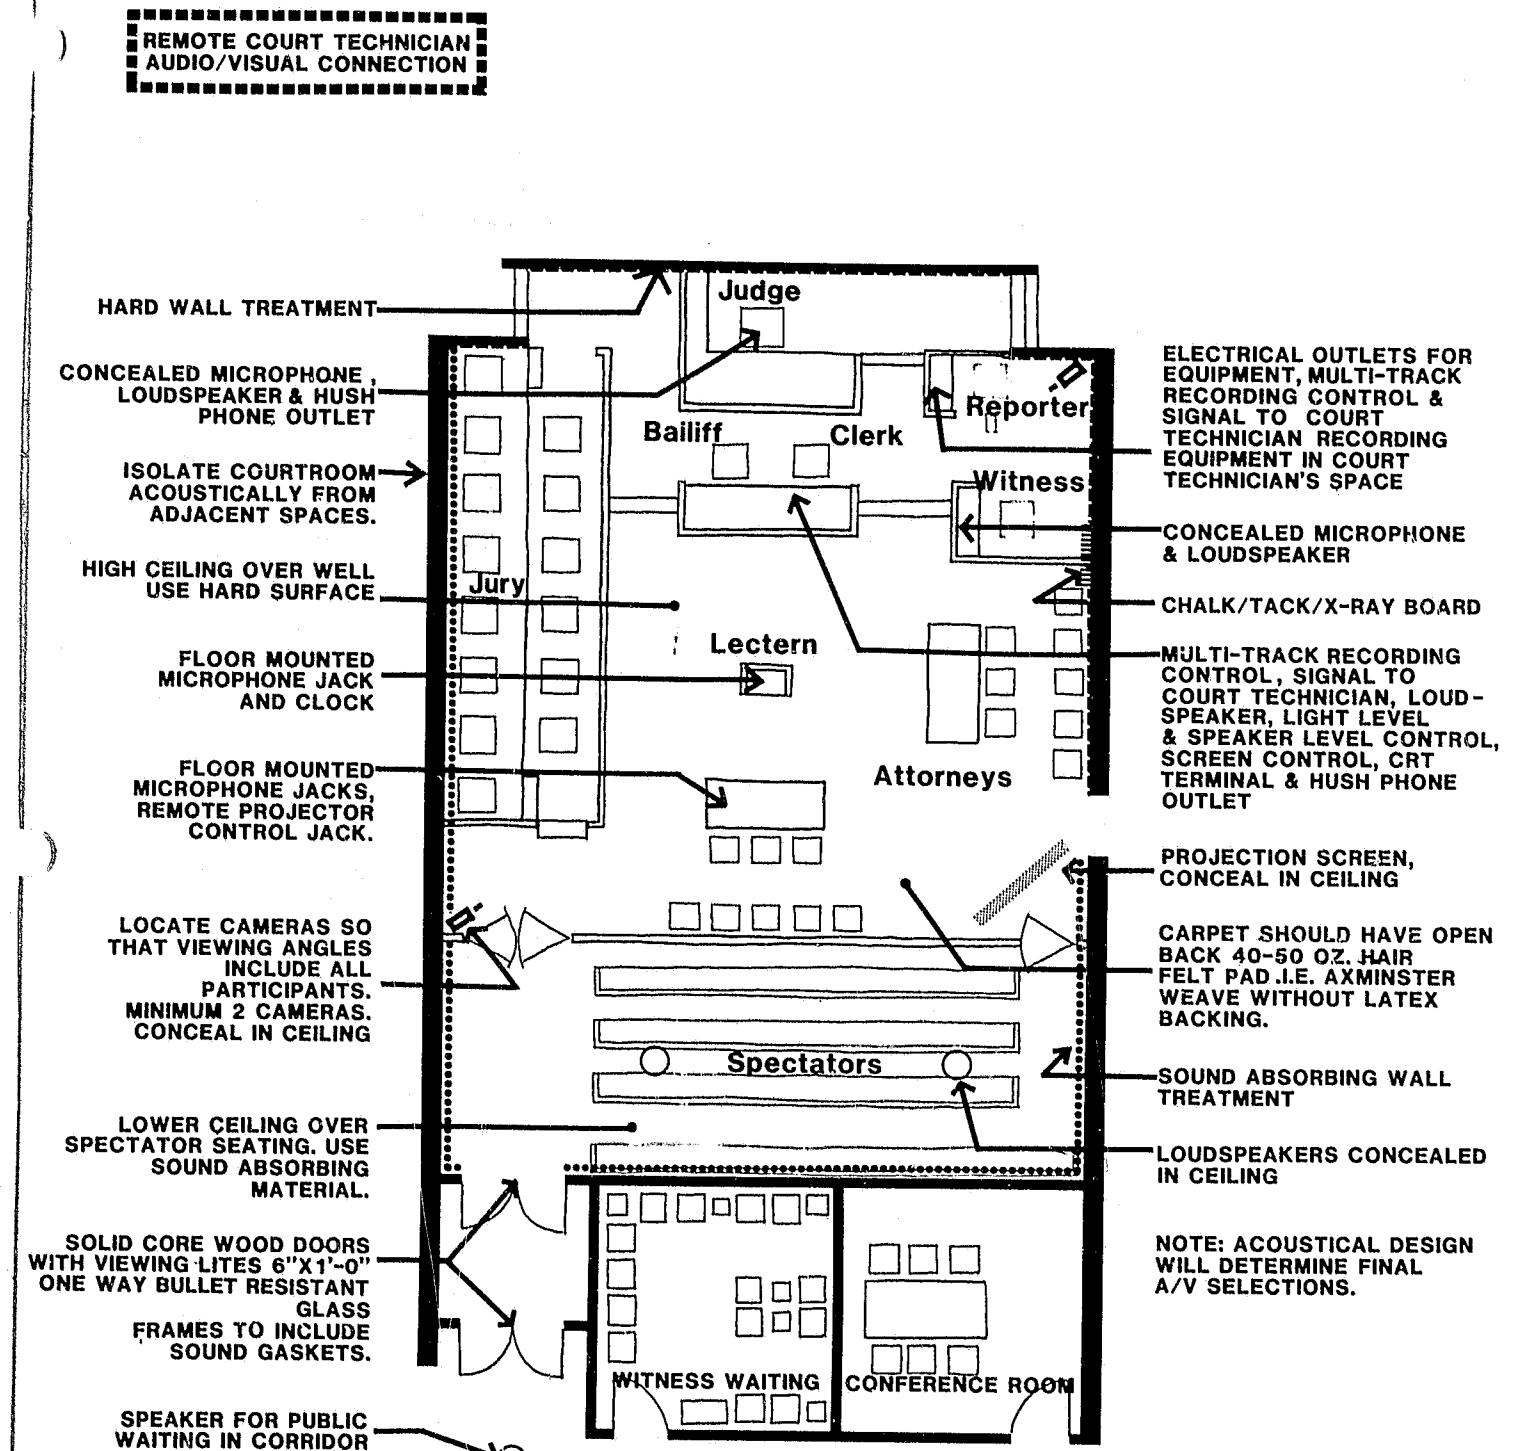 REMOTE COURT TECHNICIAN
AUDIO/VISUAL CONNECTION
HARD WALL TREATMENT
CONCEALED MICROPHONE,
LOUDSPEAKER & HUSH
PHONE OUTLET
ISOLATE COURTROOM
ACOUSTICALLY FROM
ADJACENT SPACES.
HIGH CEILING OVER WELL
USE HARD SURFACE
FLOOR MOUNTED
MICROPHONE JACK
AND CLOCK
FLOOR MOUNTED
MICROPHONE JACKS,
REMOTE PROJECTOR
CONTROL JACK.
LOCATE CAMERAS SO
THAT VIEWING ANGLES
INCLUDE ALL
PARTICIPANTS.
MINIMUM 2 CAMERAS.
CONCEAL IN CEILING
LOWER CEILING OVER
SPECTATOR SEATING. USE
SOUND ABSORBING
MATERIAL.
SOLID CORE WOOD DOORS
WITH VIEWING LITES 6"X1'-0"
ONE WAY BULLET RESISTANT
GLASS
FRAMES TO INCLUDE
SOUND GASKETS.
SPEAKER FOR PUBLIC
WAITING IN CORRIDOR
Judge
Bailiff
Clerk
Reporter
Witness
Jury
Lectern
Attorneys
Spectators
WITNESS WAITING
CONFERENCE ROOM
ELECTRICAL OUTLETS FOR
EQUIPMENT, MULTI-TRACK
RECORDING CONTROL &
SIGNAL TO COURT
TECHNICIAN RECORDING
EQUIPMENT IN COURT
TECHNICIAN'S SPACE
CONCEALED MICROPHONE
& LOUDSPEAKER
CHALK/TACK/X-RAY BOARD
MULTI-TRACK RECORDING
CONTROL, SIGNAL TO
COURT TECHNICIAN, LOUD-
SPEAKER, LIGHT LEVEL
& SPEAKER LEVEL CONTROL,
SCREEN CONTROL, CRT
TERMINAL & HUSH PHONE
OUTLET
PROJECTION SCREEN,
CONCEAL IN CEILING
CARPET SHOULD HAVE OPEN
BACK 40-50 OZ. HAIR
FELT PAD .I.E. AXMINSTER
WEAVE WITHOUT LATEX
BACKING.
SOUND ABSORBING WALL
TREATMENT
LOUDSPEAKERS CONCEALED
IN CEILING
NOTE: ACOUSTICAL DESIGN
WILL DETERMINE FINAL
A/V SELECTIONS.